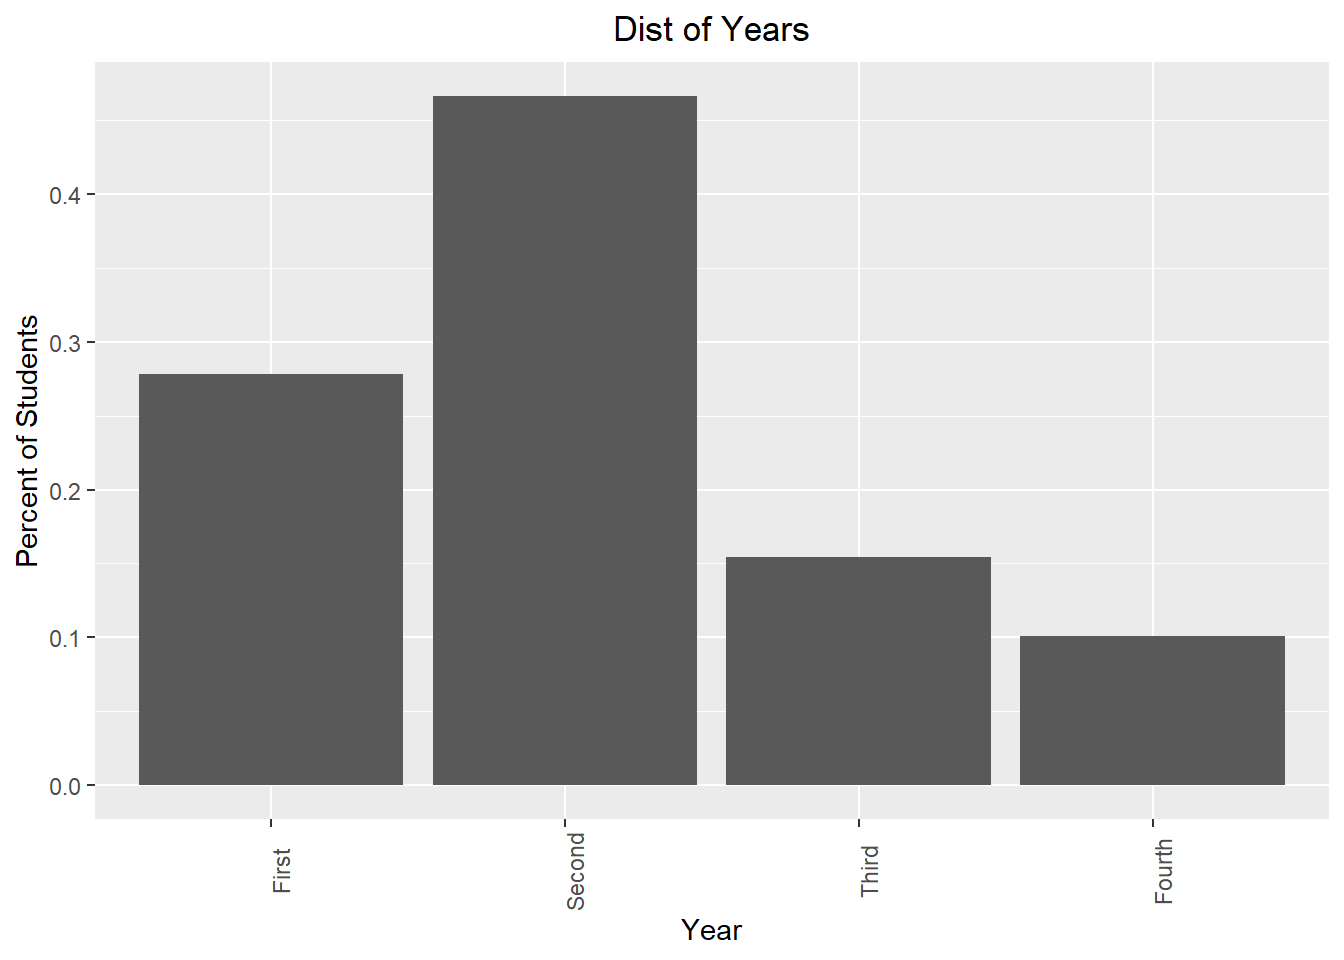 Dist of Years
Percent of Students
0.4
0.3
0.2
0.1
0.0
First
Second
Third
Fourth
Year